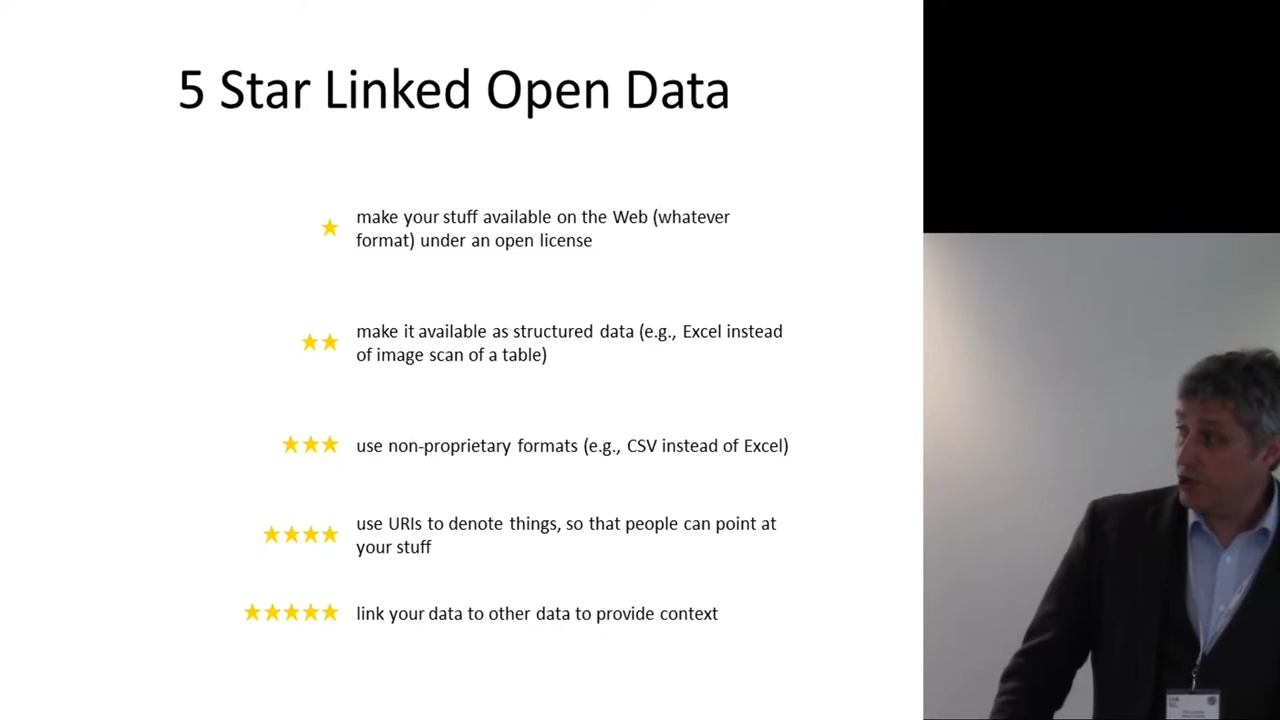 5 Star Linked Open Data
make your stuff available on the Web (whatever
format) under an open license
make it available as structured data (e.g., Excel instead
of image scan of a table)
use non-proprietary formats (e.g., CSV instead of Excel)
use URIs to denote things, so that people can point at
your stuff
link your data to other data to provide context